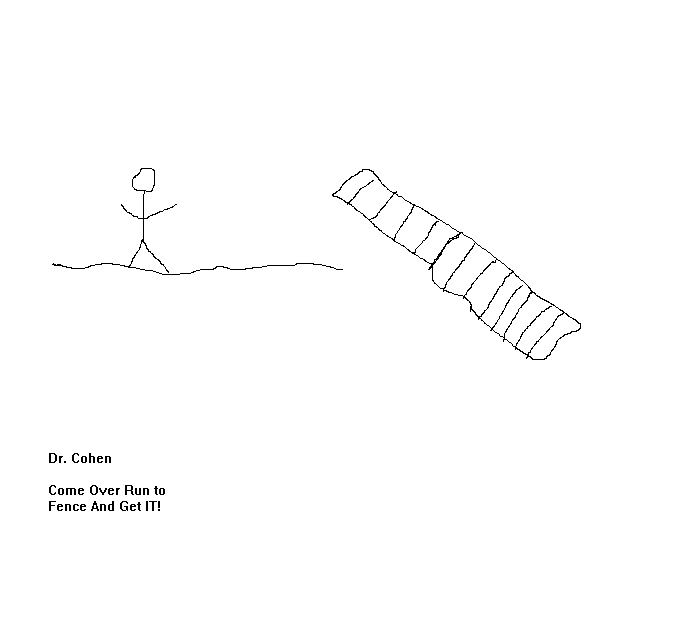 Dr. Cohen
Come Over Run to
Fence And Get IT!